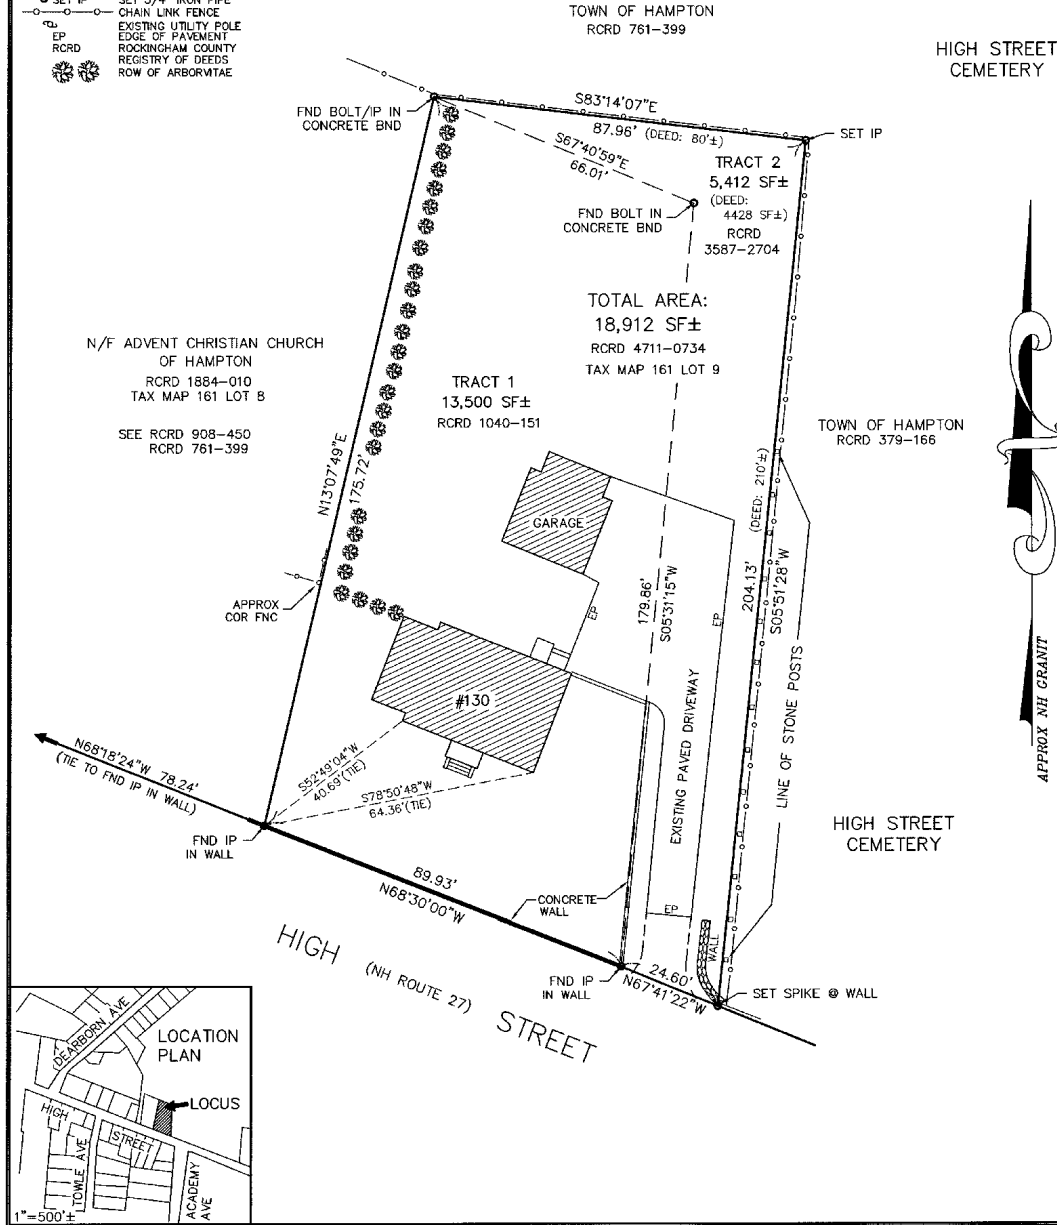 SET IP SET 3/4" IRON PIPE
CHAIN LINK FENCE
EXISTING UTILITY POLE
EP EDGE OF PAVEMENT
RCRD ROCKINGHAM COUNTY
REGISTRY OF DEEDS
ROW OF ARBORVITAE
TOWN OF HAMPTON
RCRD 761-399
HIGH STREET
CEMETERY
FND BOLT/IP IN
CONCRETE BND
S83°14'07"E
87.96' (DEED: 80'±)
SET IP
S67°40'59"E
66.01'
TRACT 2
5,412 SF±
(DEED:
4428 SF±)
RCRD
3587-2704
FND BOLT IN
CONCRETE BND
TOTAL AREA:
18,912 SF±
RCRD 4711-0734
TAX MAP 161 LOT 9
N/F ADVENT CHRISTIAN CHURCH
OF HAMPTON
RCRD 1884-010
TAX MAP 161 LOT 8
SEE RCRD 908-450
RCRD 761-399
TRACT 1
13,500 SF±
RCRD 1040-151
TOWN OF HAMPTON
RCRD 379-166
N13°07'49"E
175.72'
(DEED: 210'±)
204.13'
S05°51'28"W
GARAGE
179.86'
S05°31'15"W
EP
EP
APPROX
COR FNC
#130
EXISTING PAVED DRIVEWAY
LINE OF STONE POSTS
APPROX NH GRANIT
N68°18'24"W 78.24'
(TIE TO FND IP IN WALL)
S52°49'04"W
40.69'(TIE)
S78°50'48"W
64.36'(TIE)
FND IP
IN WALL
HIGH STREET
CEMETERY
89.93'
N68°30'00"W
CONCRETE
WALL
EP
WALL
FND IP
IN WALL
24.60'
N67°41'22"W
SET SPIKE @ WALL
HIGH (NH ROUTE 27) STREET
LOCATION
PLAN
DEARBORN AVE
LOCUS
HIGH
STREET
TOWLE AVE
ACADEMY
AVE
1"=500'±